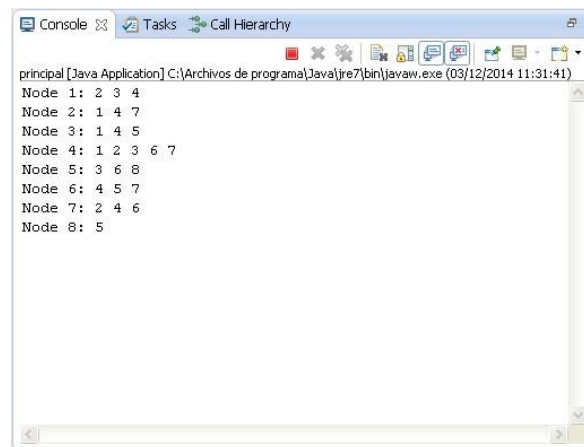 Console Tasks Call Hierarchy
principal [Java Application] C:\Archivos de programa\Java\jre7\bin\javaw.exe (03/12/2014 11:31:41)
Node 1: 2 3 4
Node 2: 1 4 7
Node 3: 1 4 5
Node 4: 1 2 3 6 7
Node 5: 3 6 8
Node 6: 4 5 7
Node 7: 2 4 6
Node 8: 5